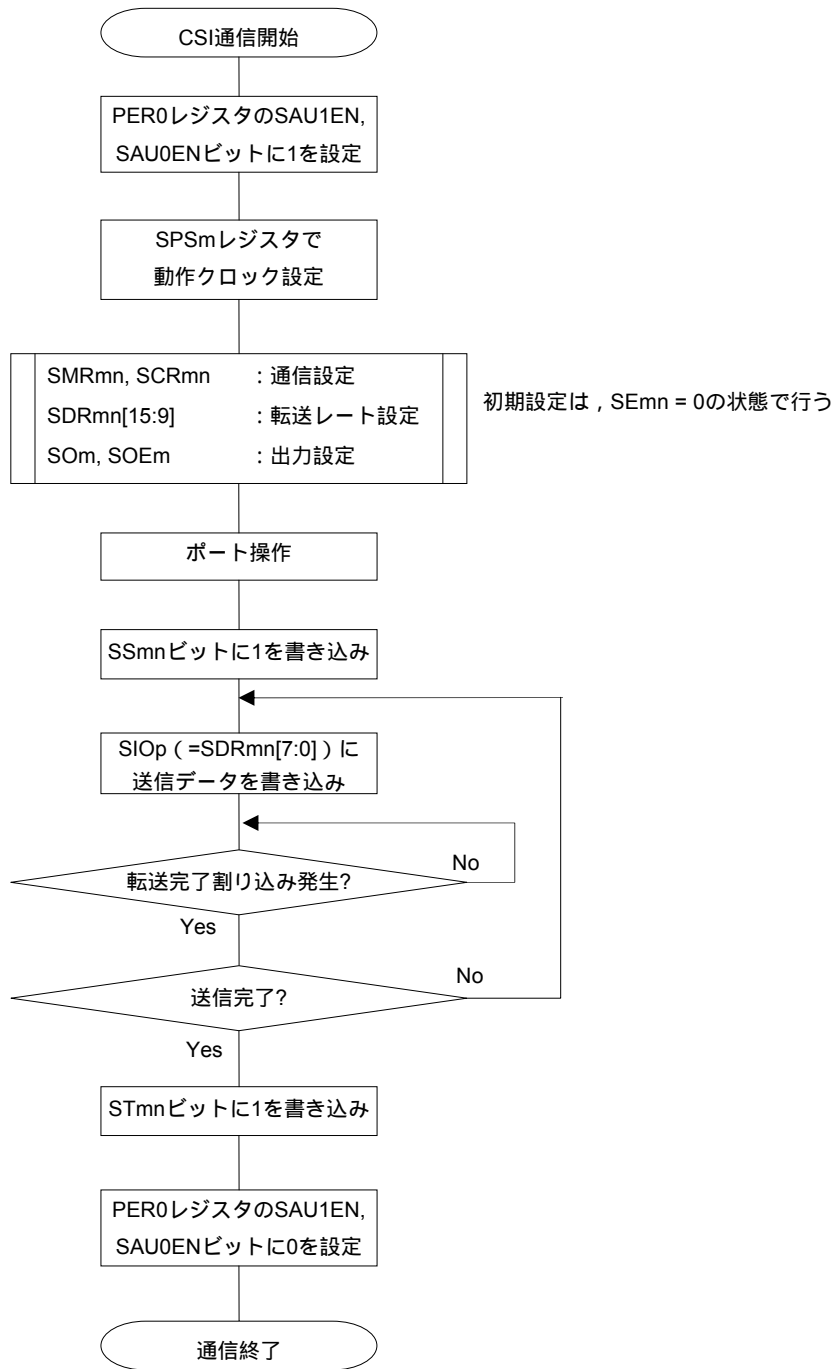 CSI通信開始
PER0レジスタのSAU1EN,
SAU0ENビットに1を設定
SPSmレジスタで
動作クロック設定
SMRmn, SCRmn ：通信設定
SDRmn[15:9] ：転送レート設定
SOm, SOEm ：出力設定
初期設定は，SEmn = 0の状態で行う
ポート操作
SSmnビットに1を書き込み
SIOp（=SDRmn[7:0]）に
送信データを書き込み
転送完了割り込み発生?
No
Yes
送信完了?
No
Yes
STmnビットに1を書き込み
PER0レジスタのSAU1EN,
SAU0ENビットに0を設定
通信終了